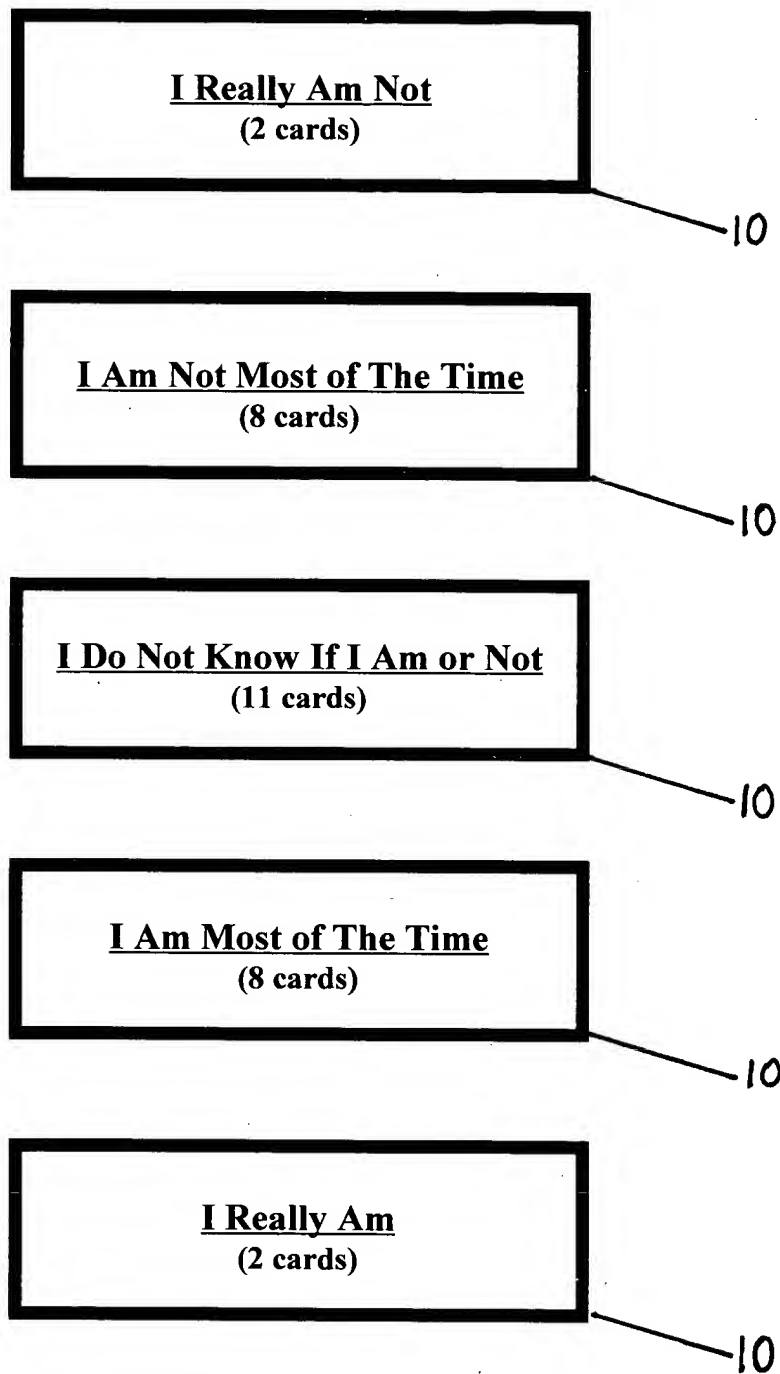 I Really Am Not
(2 cards)
10
I Am Not Most of The Time
(8 cards)
10
I Do Not Know If I Am or Not
(11 cards)
10
I Am Most of The Time
(8 cards)
10
I Really Am
(2 cards)
10